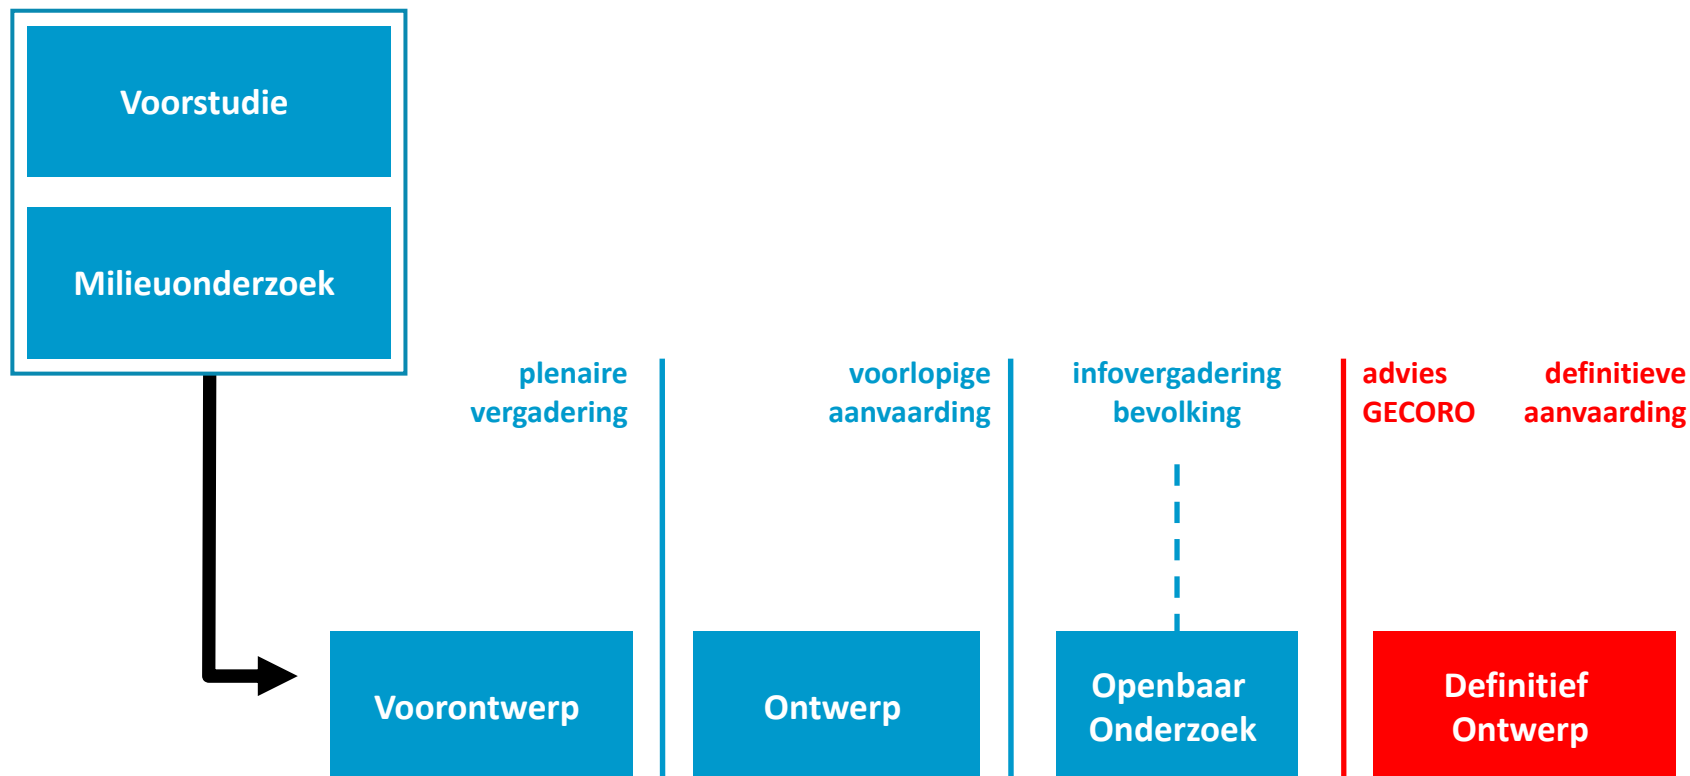 Voorstudie
Milieuonderzoek
plenaire
vergadering
voorlopige
aanvaarding
infovergadering
bevolking
advies
GECORO
definitieve
aanvaarding
Voorontwerp
Ontwerp
Openbaar
Onderzoek
Definitief
Ontwerp